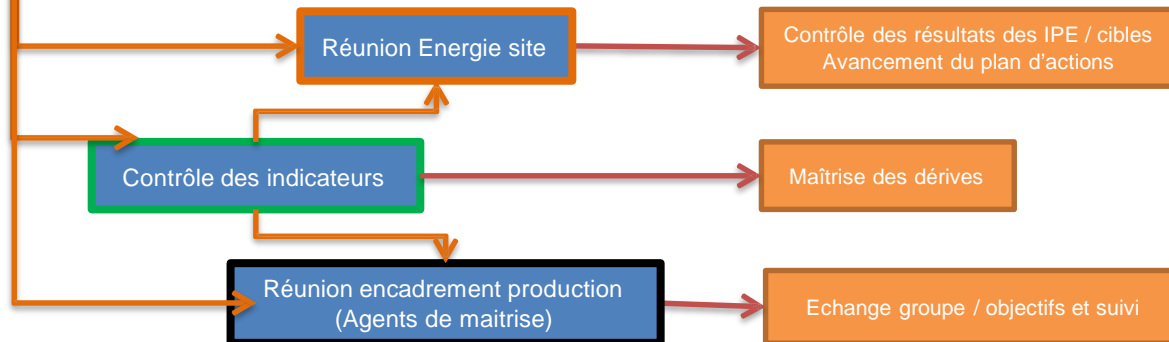 Réunion Energie site
Contrôle des résultats des IPE / cibles
Avancement du plan d'actions
Contrôle des indicateurs
Maîtrise des dérives
Réunion encadrement production
(Agents de maitrise)
Echange groupe / objectifs et suivi